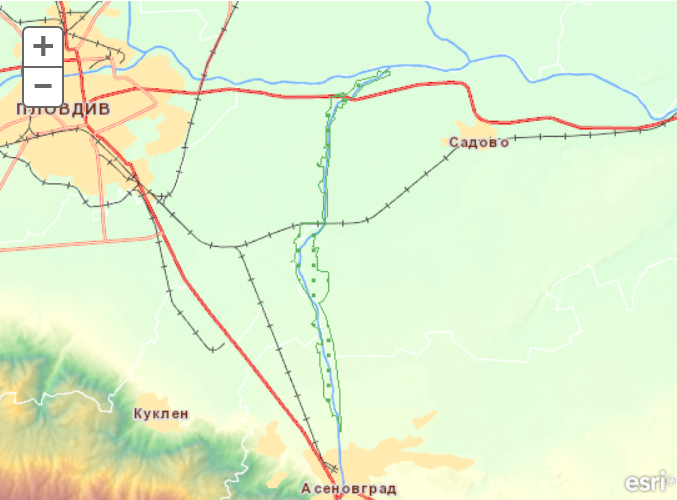 +
−
ПЛОВДИВ
Садово
Куклен
Асеновград
esri